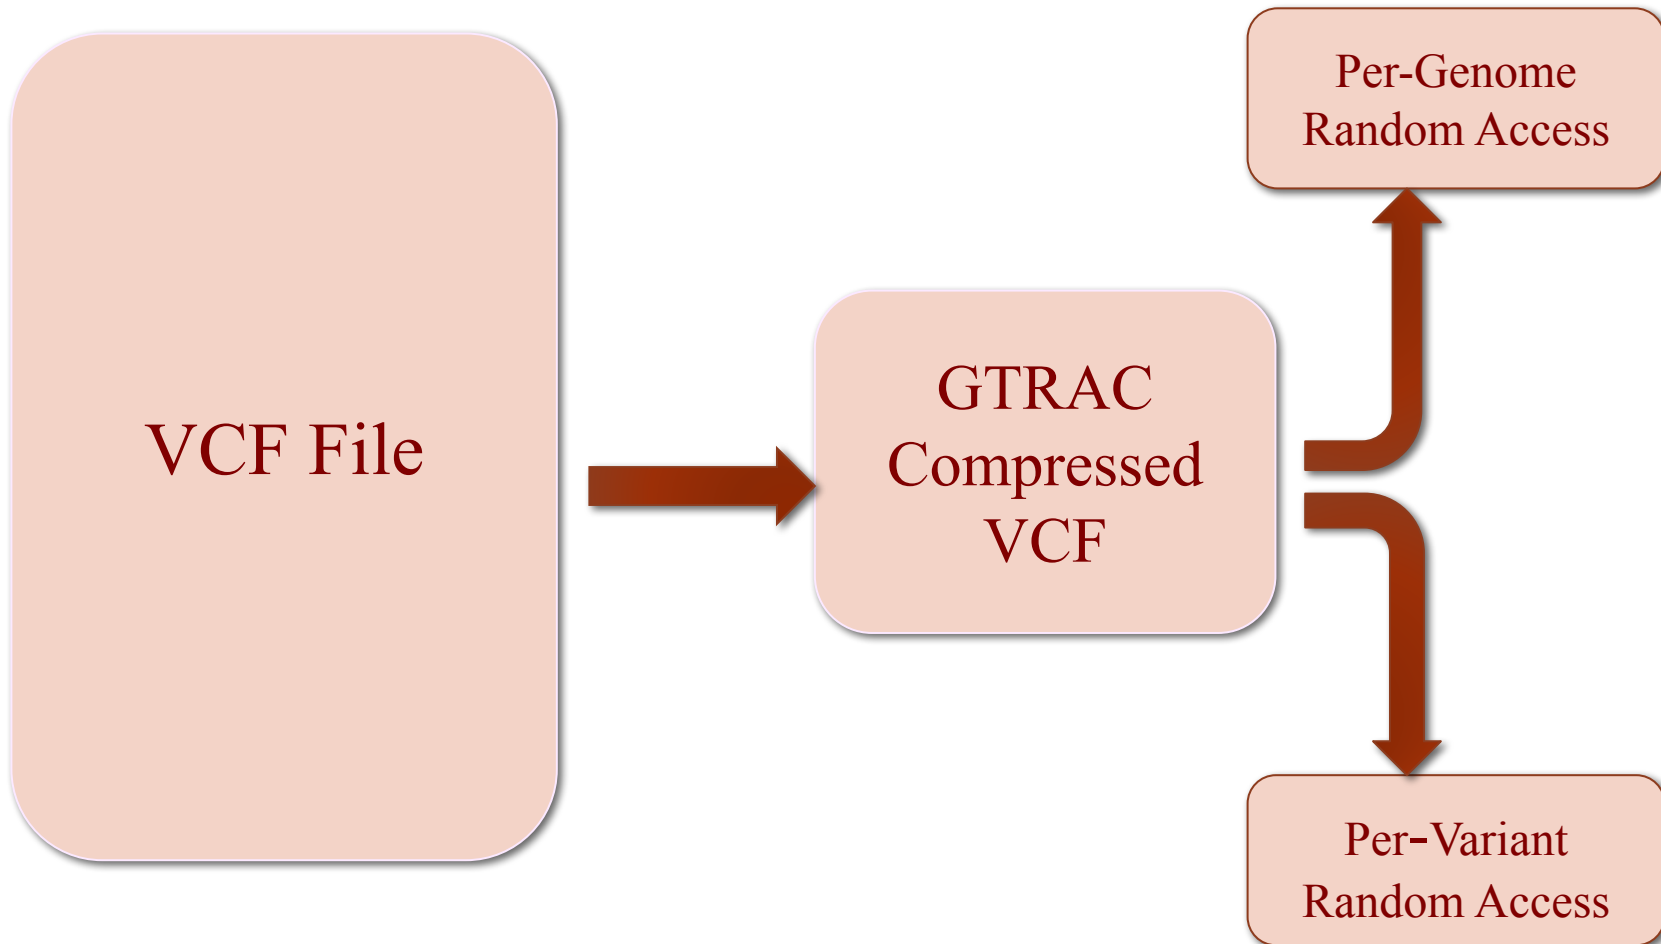 VCF File
GTRAC
Compressed
VCF
Per-Genome
Random Access
Per-Variant
Random Access